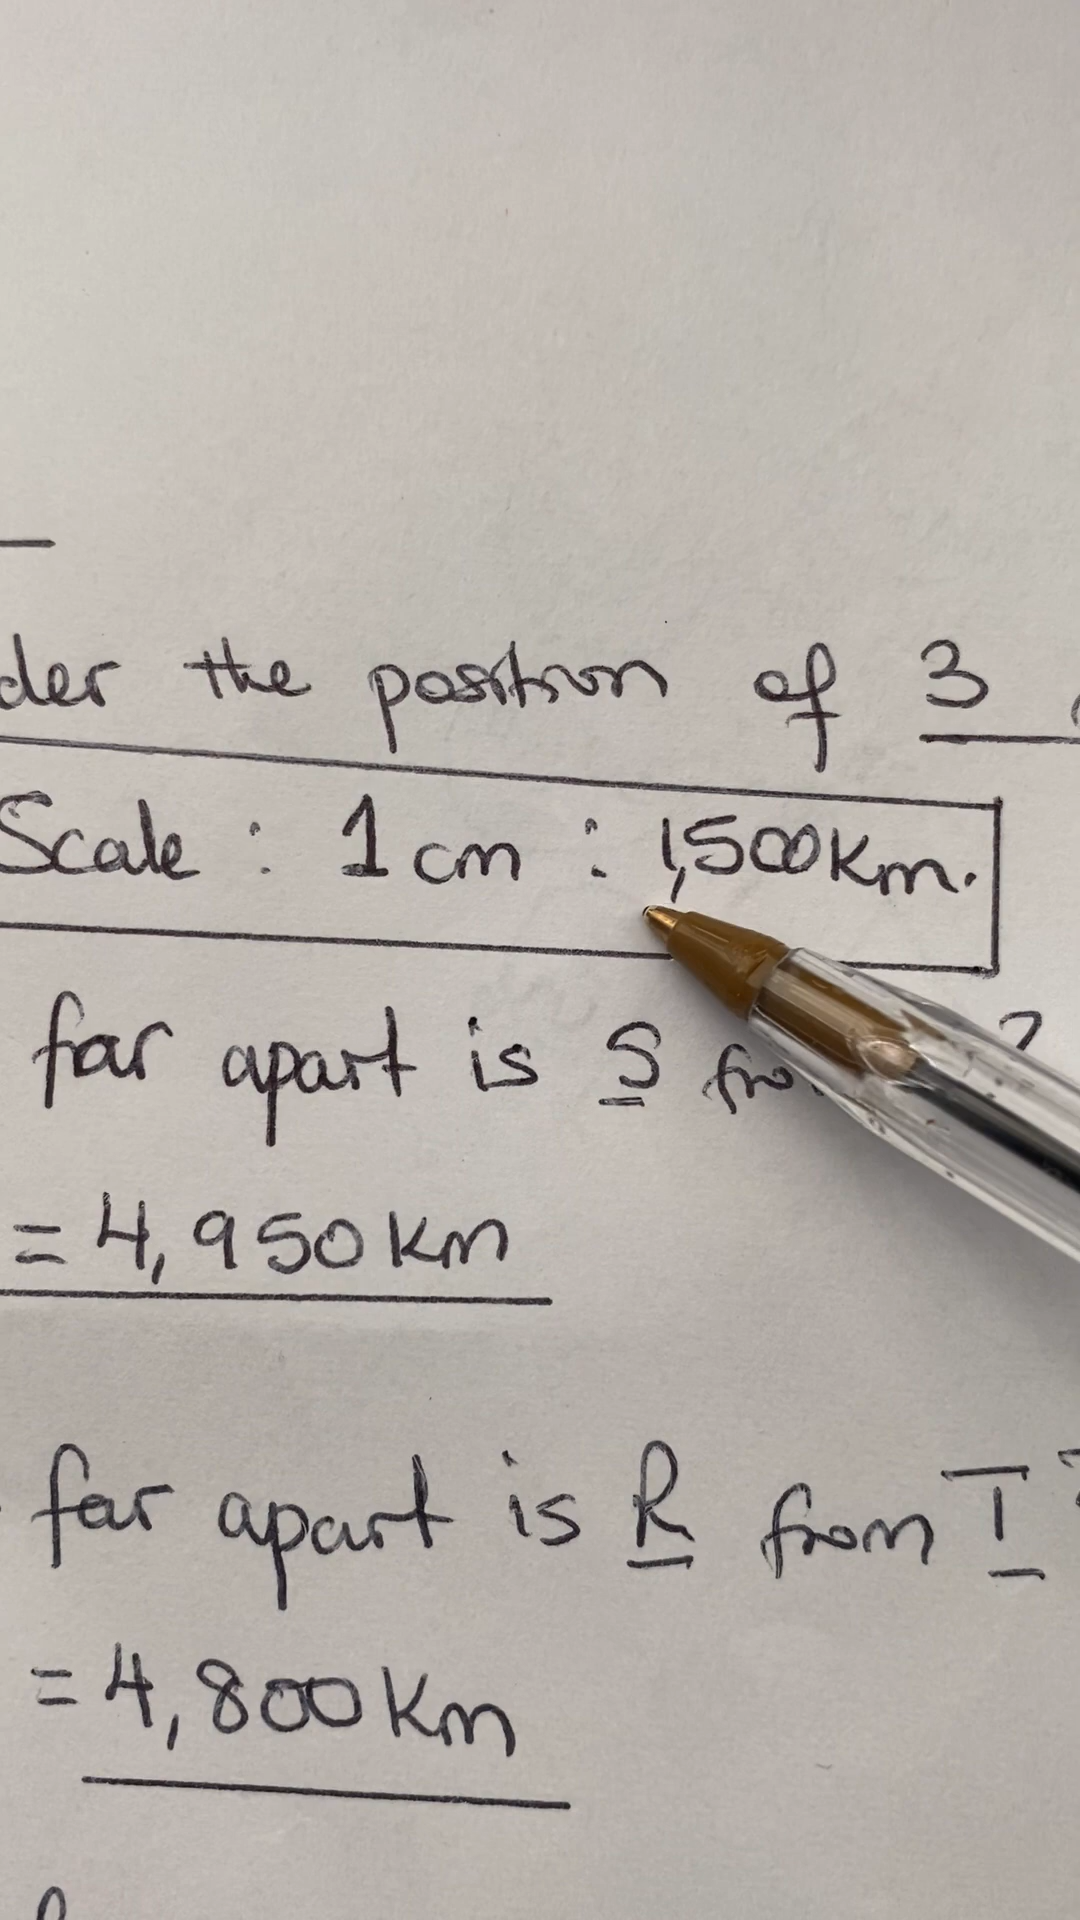 der the position of 3
Scale : 1 cm : 1,500 Km.
far apart is S ?
= 4,950 km
far apart is R from I ?
= 4,800 Km